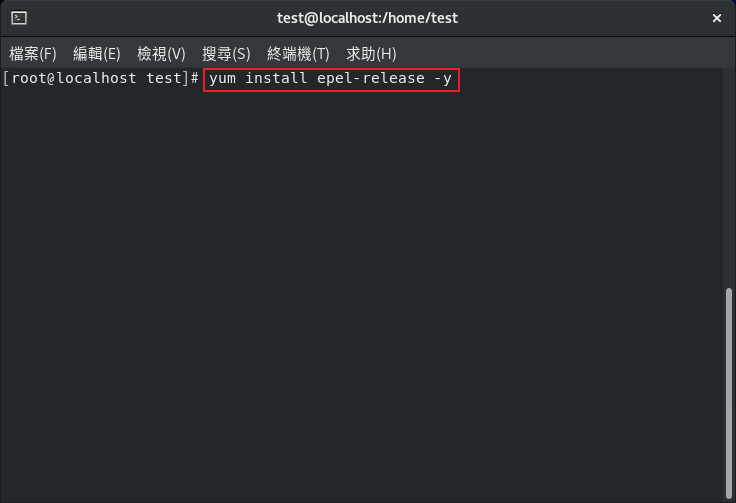 test@localhost:/home/test
檔案(F) 編輯(E) 檢視(V) 搜尋(S) 終端機(T) 求助(H)
[root@localhost test]# yum install epel-release -y